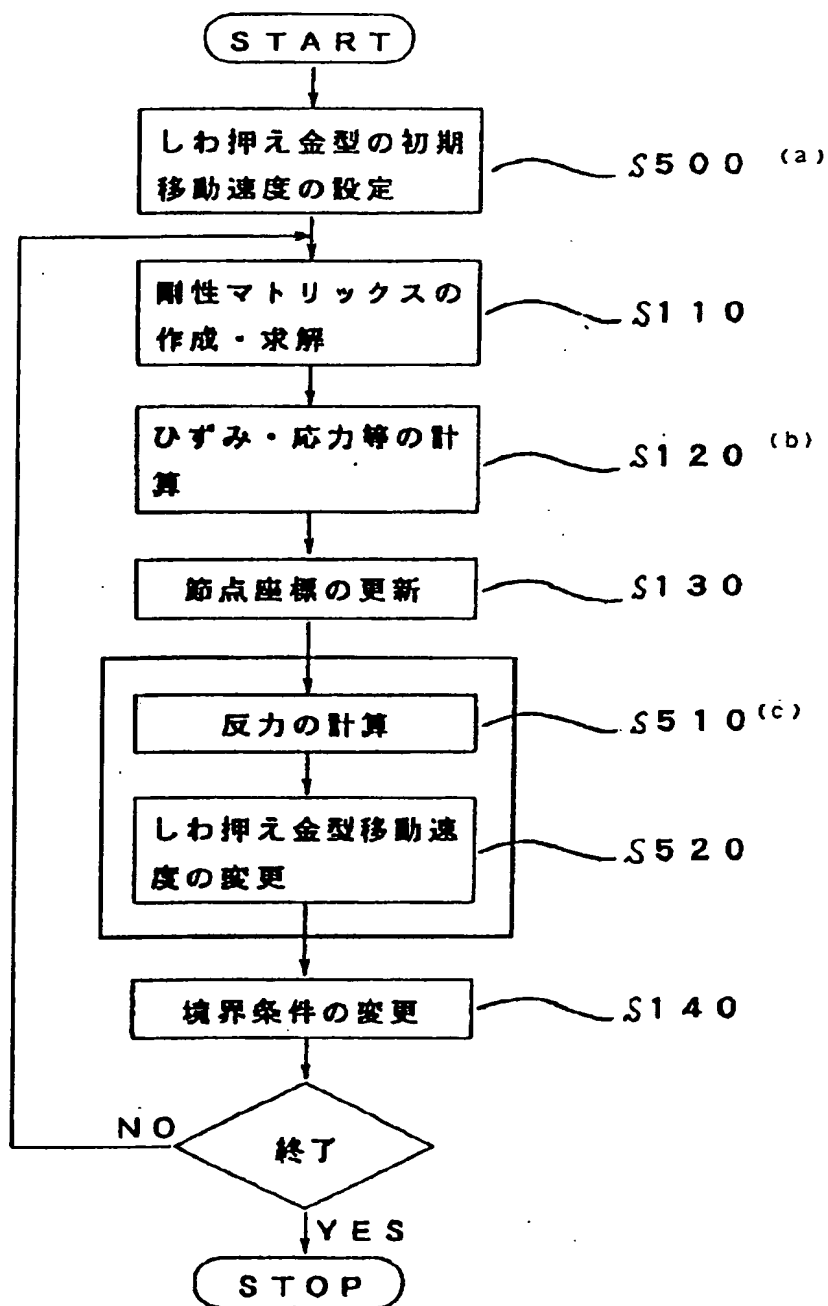 START
しわ押え金型の初期
移動速度の設定
S500 (a)
剛性マトリックスの
作成・求解
S110
ひずみ・応力等の計
算
S120 (b)
節点座標の更新
S130
反力の計算
S510 (c)
しわ押え金型移動速
度の変更
S520
境界条件の変更
S140
NO
終了
YES
STOP